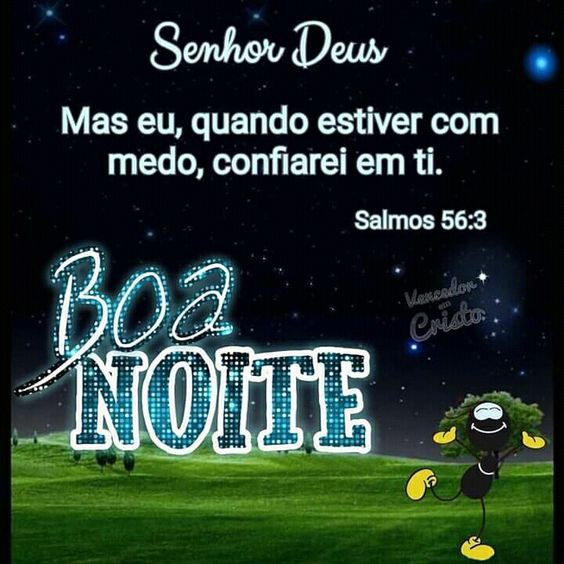 Senhor Deus
Mas eu, quando estiver com
medo, confiarei em ti.
Salmos 56:3
Boa
NOITE
Vencedor
em
Cristo